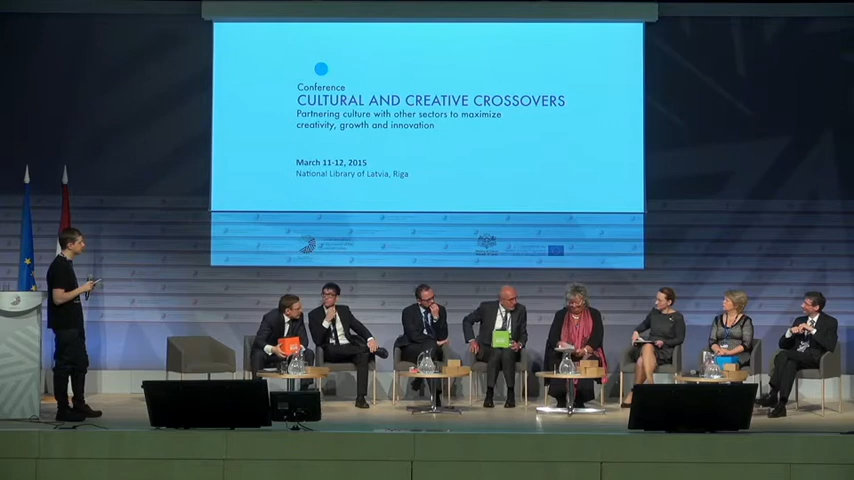 Conference
CULTURAL AND CREATIVE CROSSOVERS
Partnering culture with other sectors to maximize
creativity, growth and innovation
March 11-12, 2015
National Library of Latvia, Riga